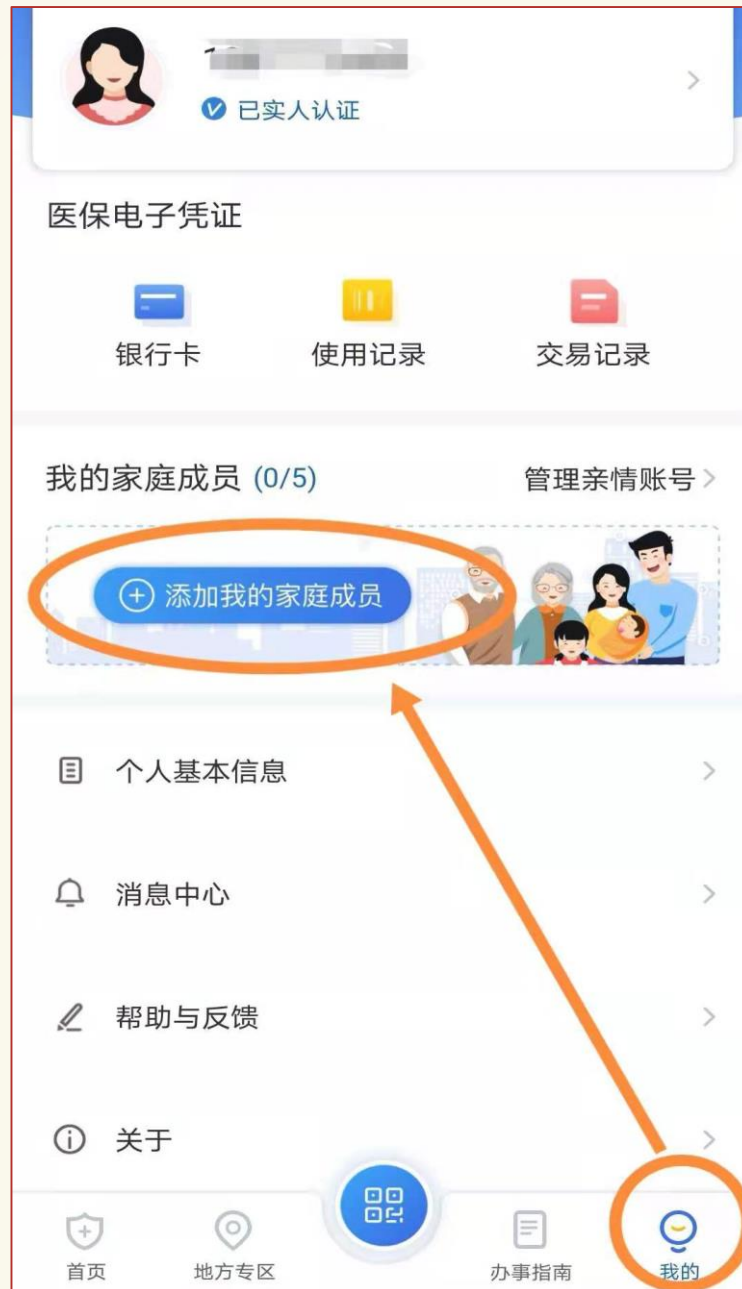 已实人认证
医保电子凭证
银行卡
使用记录
交易记录
我的家庭成员 (0/5)
管理亲情账号
添加我的家庭成员
个人基本信息
消息中心
帮助与反馈
关于
首页
地方专区
办事指南
我的